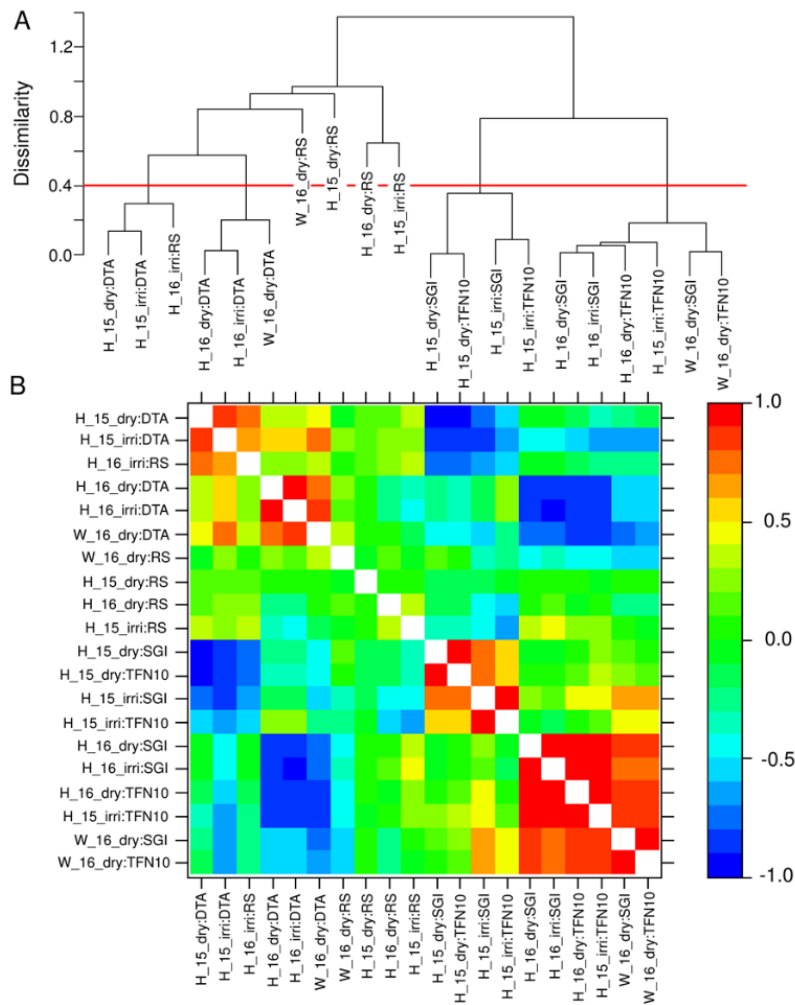 A
Dissimilarity
1.2
0.8
0.4
0.0
H_15_dry:DTA
H_15_irri:DTA
H_16_irri:RS
H_16_dry:DTA
H_16_irri:DTA
W_16_dry:DTA
W_16_dry:RS
H_15_dry:RS
H_16_dry:RS
H_15_irri:RS
H_15_dry:SGI
H_15_dry:TFN10
H_15_irri:SGI
H_15_irri:TFN10
H_16_dry:SGI
H_16_irri:SGI
H_16_dry:TFN10
H_15_irri:TFN10
W_16_dry:SGI
W_16_dry:TFN10
B
H_15_dry:DTA
H_15_irri:DTA
H_16_irri:RS
H_16_dry:DTA
H_16_irri:DTA
W_16_dry:DTA
W_16_dry:RS
H_15_dry:RS
H_16_dry:RS
H_15_irri:RS
H_15_dry:SGI
H_15_dry:TFN10
H_15_irri:SGI
H_15_irri:TFN10
H_16_dry:SGI
H_16_irri:SGI
H_16_dry:TFN10
H_15_irri:TFN10
W_16_dry:SGI
W_16_dry:TFN10
1.0
0.5
0.0
-0.5
-1.0
H_15_dry:DTA
H_15_irri:DTA
H_16_irri:RS
H_16_dry:DTA
H_16_irri:DTA
W_16_dry:DTA
W_16_dry:RS
H_15_dry:RS
H_16_dry:RS
H_15_irri:RS
H_15_dry:SGI
H_15_dry:TFN10
H_15_irri:SGI
H_15_irri:TFN10
H_16_dry:SGI
H_16_irri:SGI
H_16_dry:TFN10
H_15_irri:TFN10
W_16_dry:SGI
W_16_dry:TFN10